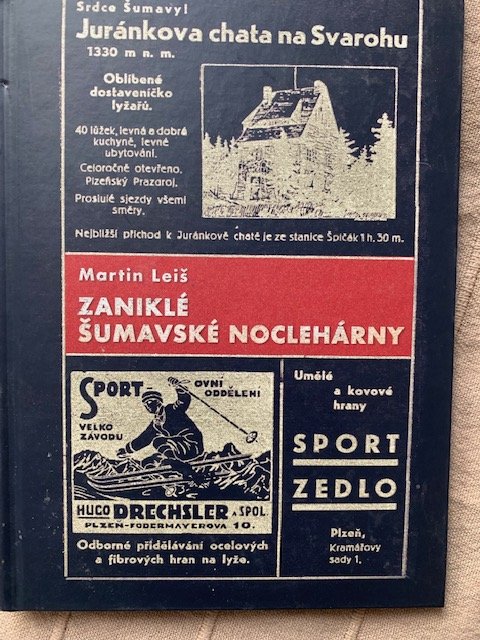 Srdce Šumavy!
Juránkova chata na Svarohu
1330 m n. m.
Oblíbené
dostaveníčko
lyžařů.
40 lůžek, levná a dobrá
kuchyně, levné
ubytování.
Celoročně otevřeno.
Plzeňský Prazdroj.
Proslulé sjezdy všemi
směry.
Nejbližší příchod k Juránkově chatě je ze stanice Špičák 1 h. 30 m.
Martin Leiš
ZANIKLÉ
ŠUMAVSKÉ NOCLEHÁRNY
SPORTOVNÍ
ODDĚLENÍ
VELKO
ZÁVODU
HUGO DRECHSLER A SPOL.
PLZEŇ-FODERMAYEROVA 10.
Odborné přidělávání ocelových
a fibrových hran na lyže.
Umělé
a kovové
hrany
SPORT
ZEDLO
Plzeň,
Kramářovy
sady 1.